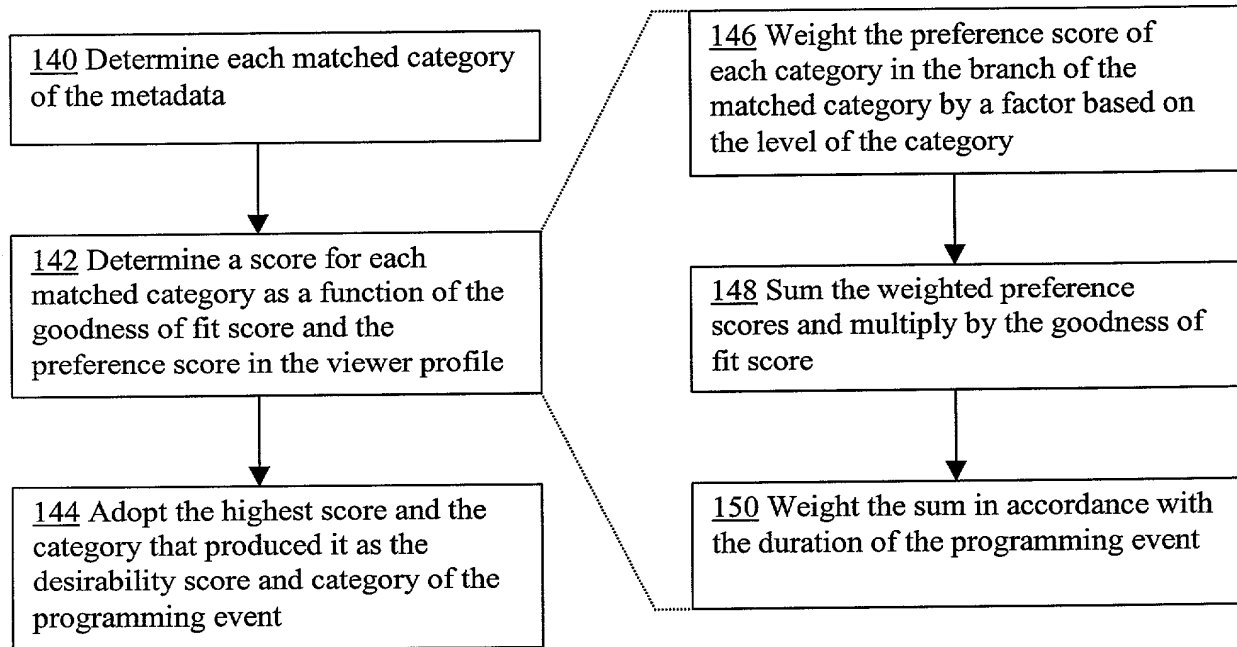 140 Determine each matched category
of the metadata
142 Determine a score for each
matched category as a function of the
goodness of fit score and the
preference score in the viewer profile
144 Adopt the highest score and the
category that produced it as the
desirability score and category of the
programming event
146 Weight the preference score of
each category in the branch of the
matched category by a factor based on
the level of the category
148 Sum the weighted preference
scores and multiply by the goodness of
fit score
150 Weight the sum in accordance with
the duration of the programming event